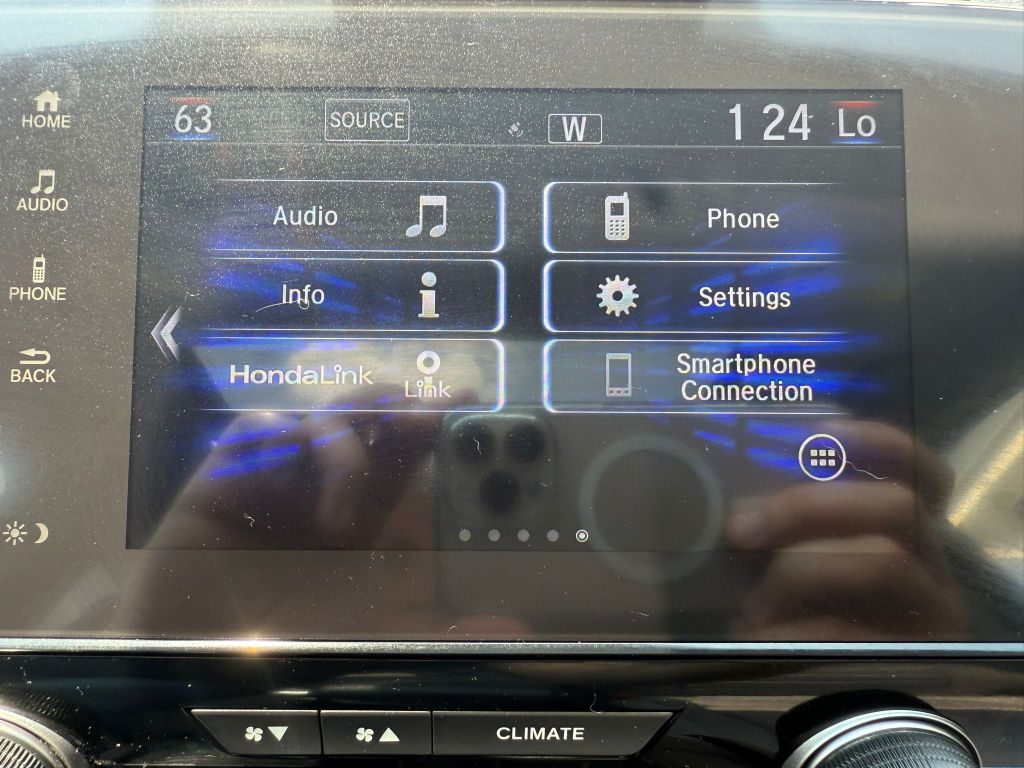 HOME
AUDIO
PHONE
BACK
63
SOURCE
W
1 24
Lo
Audio
Phone
Info
Settings
HondaLink
Link
Smartphone
Connection
CLIMATE